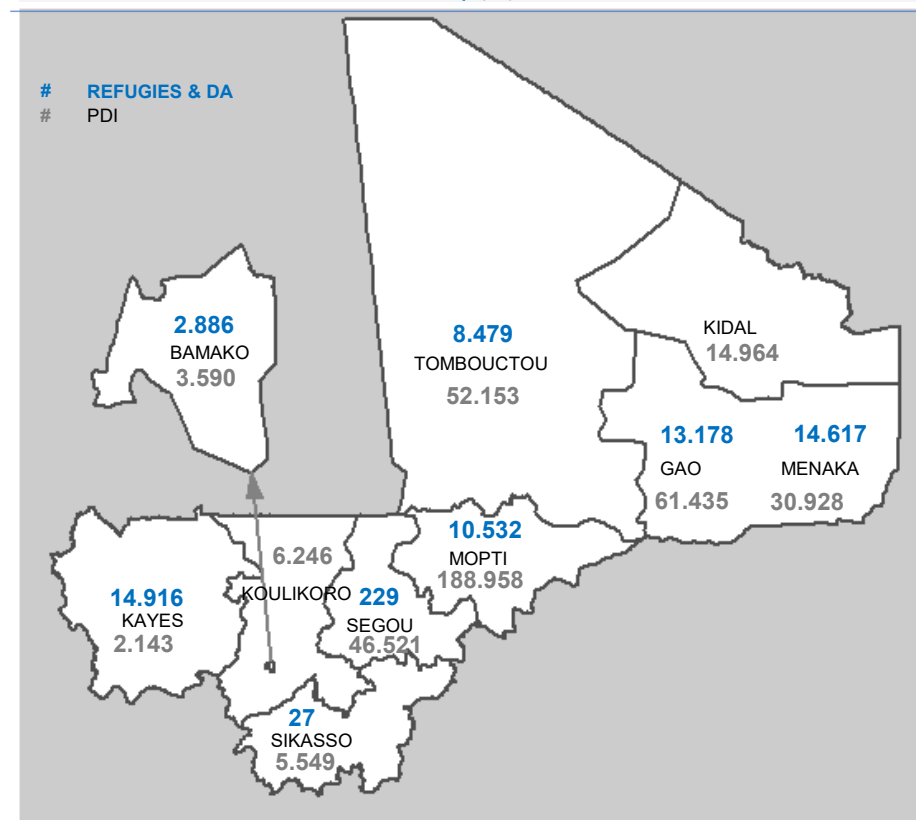 # REFUGIES & DA
# PDI
2.886
BAMAKO
3.590
8.479
TOMBOUCTOU
52.153
KIDAL
14.964
13.178
GAO
61.435
14.617
MENAKA
30.928
10.532
MOPTI
188.958
6.246
KOULIKORO
14.916
KAYES
2.143
229
SEGOU
46.521
27
SIKASSO
5.549